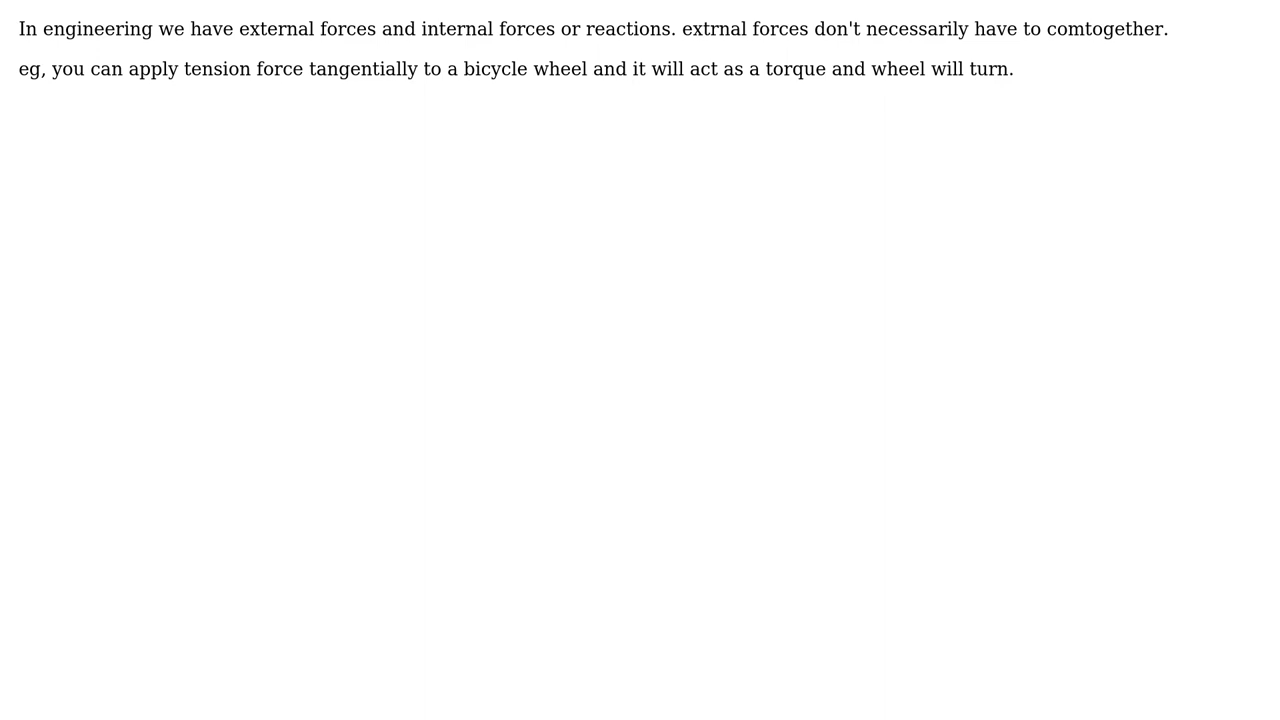 In engineering we have external forces and internal forces or reactions. extrnal forces don't necessarily have to comtogether.
eg, you can apply tension force tangentially to a bicycle wheel and it will act as a torque and wheel will turn.